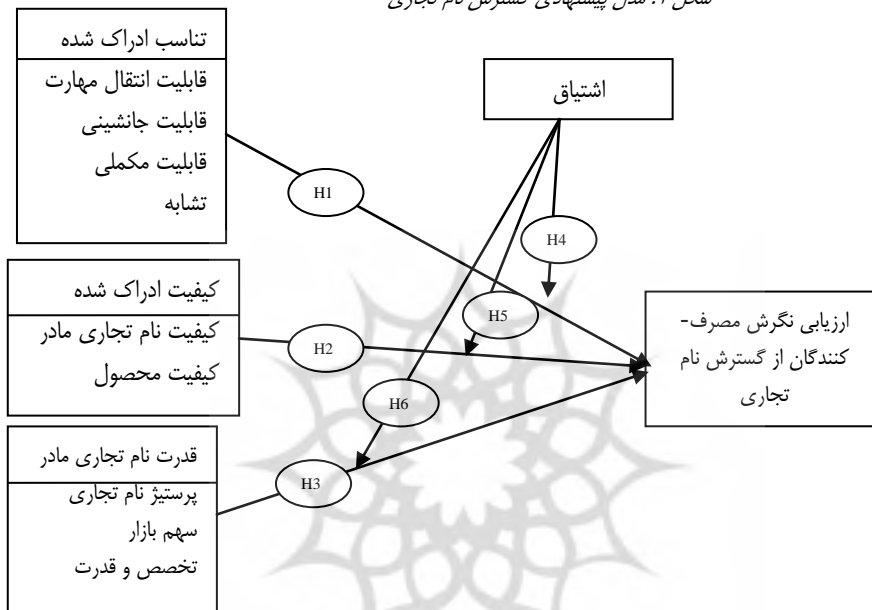 شکل 1. مدل پیشنهادی گسترش نام تجاری
تناسب ادراک شده
قابلیت انتقال مهارت
قابلیت جانشینی
قابلیت مکملی
تشابه
اشتیاق
H1
H4
کیفیت ادراک شده
کیفیت نام تجاری مادر
کیفیت محصول
H5
H2
H6
ارزیابی نگرش مصرف-
کنندگان از گسترش نام
تجاری
قدرت نام تجاری مادر
پرستیژ نام تجاری
سهم بازار
تخصص و قدرت
H3